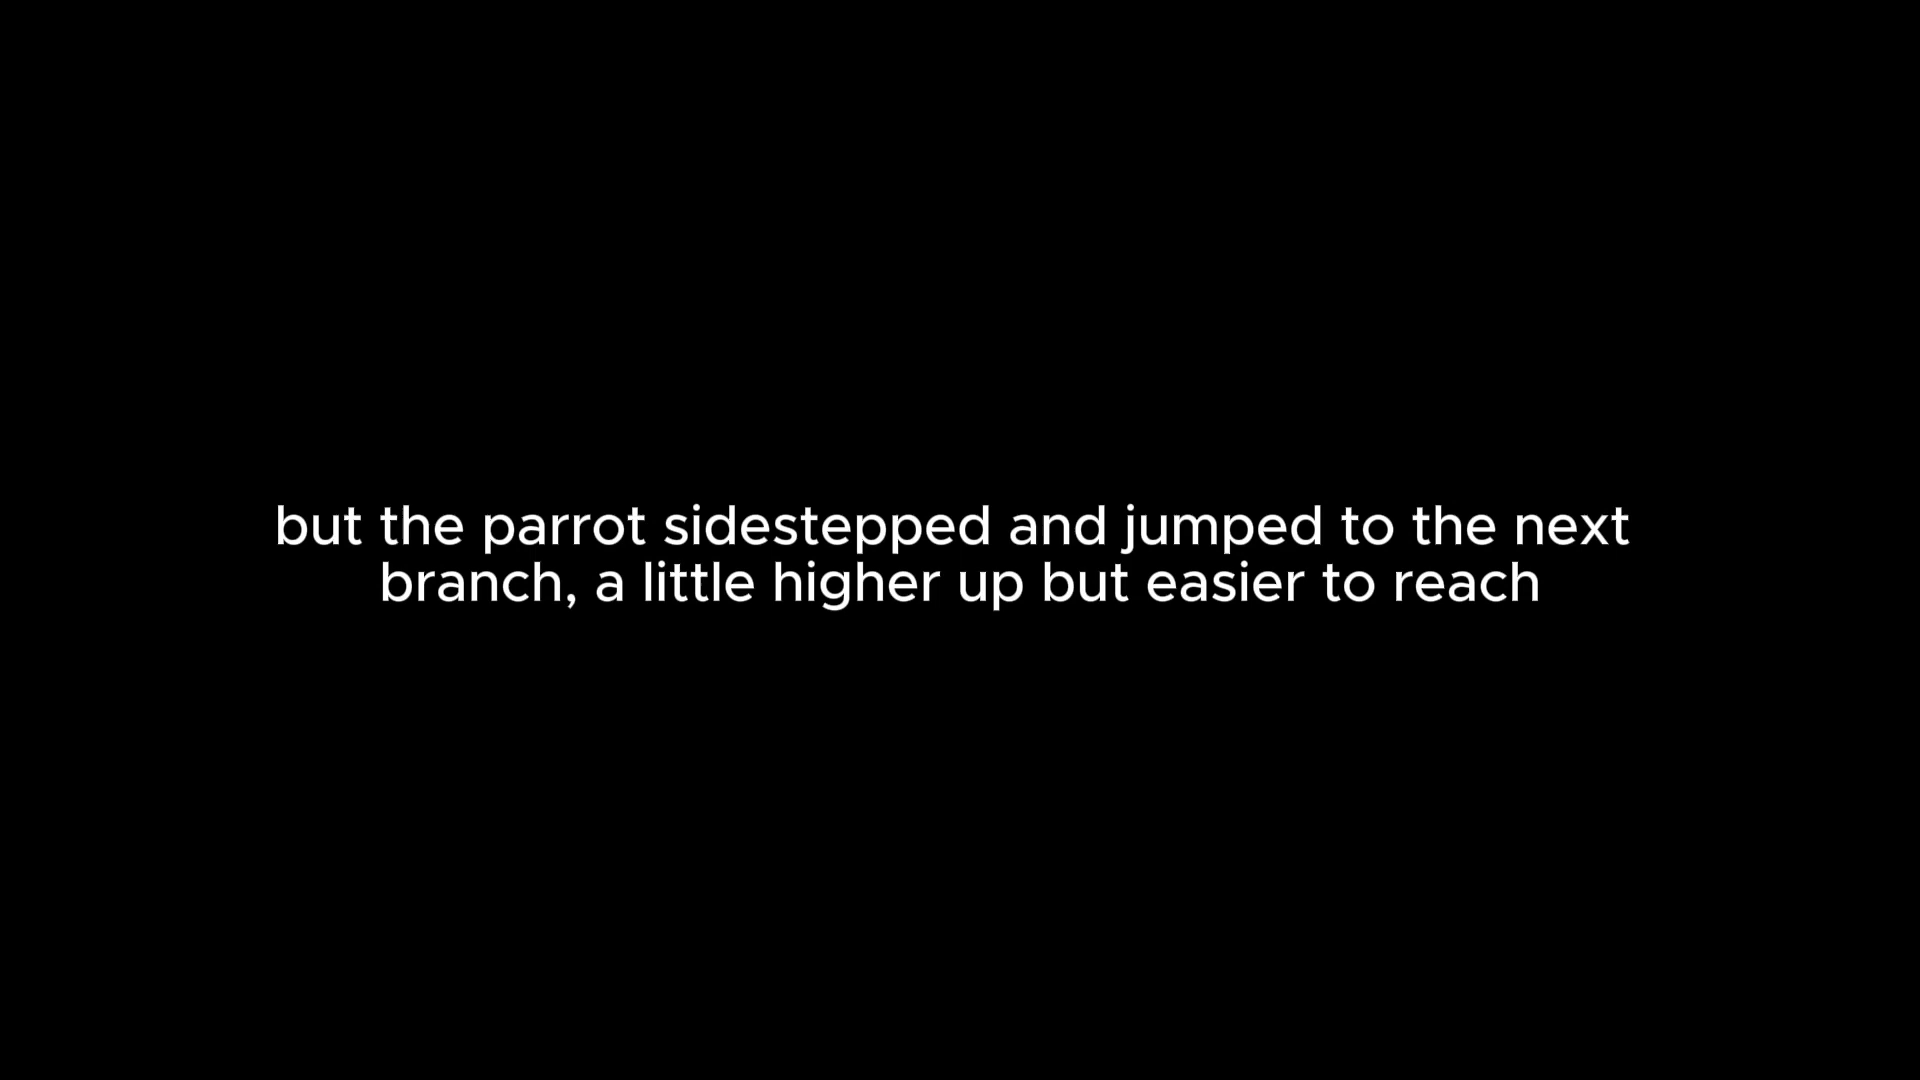 but the parrot sidestepped and jumped to the next
branch, a little higher up but easier to reach